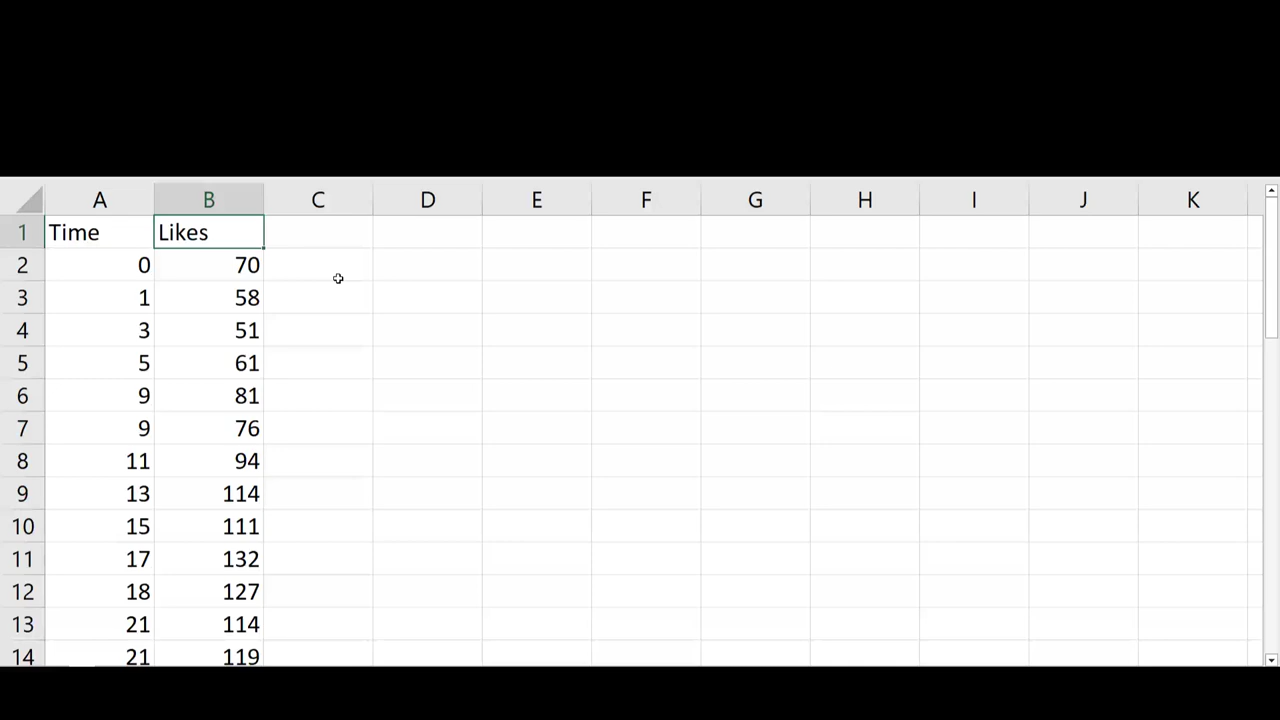 A B C D E F G H I J K
1 Time Likes
2 0 70
3 1 58
4 3 51
5 5 61
6 9 81
7 9 76
8 11 94
9 13 114
10 15 111
11 17 132
12 18 127
13 21 114
14 21 119